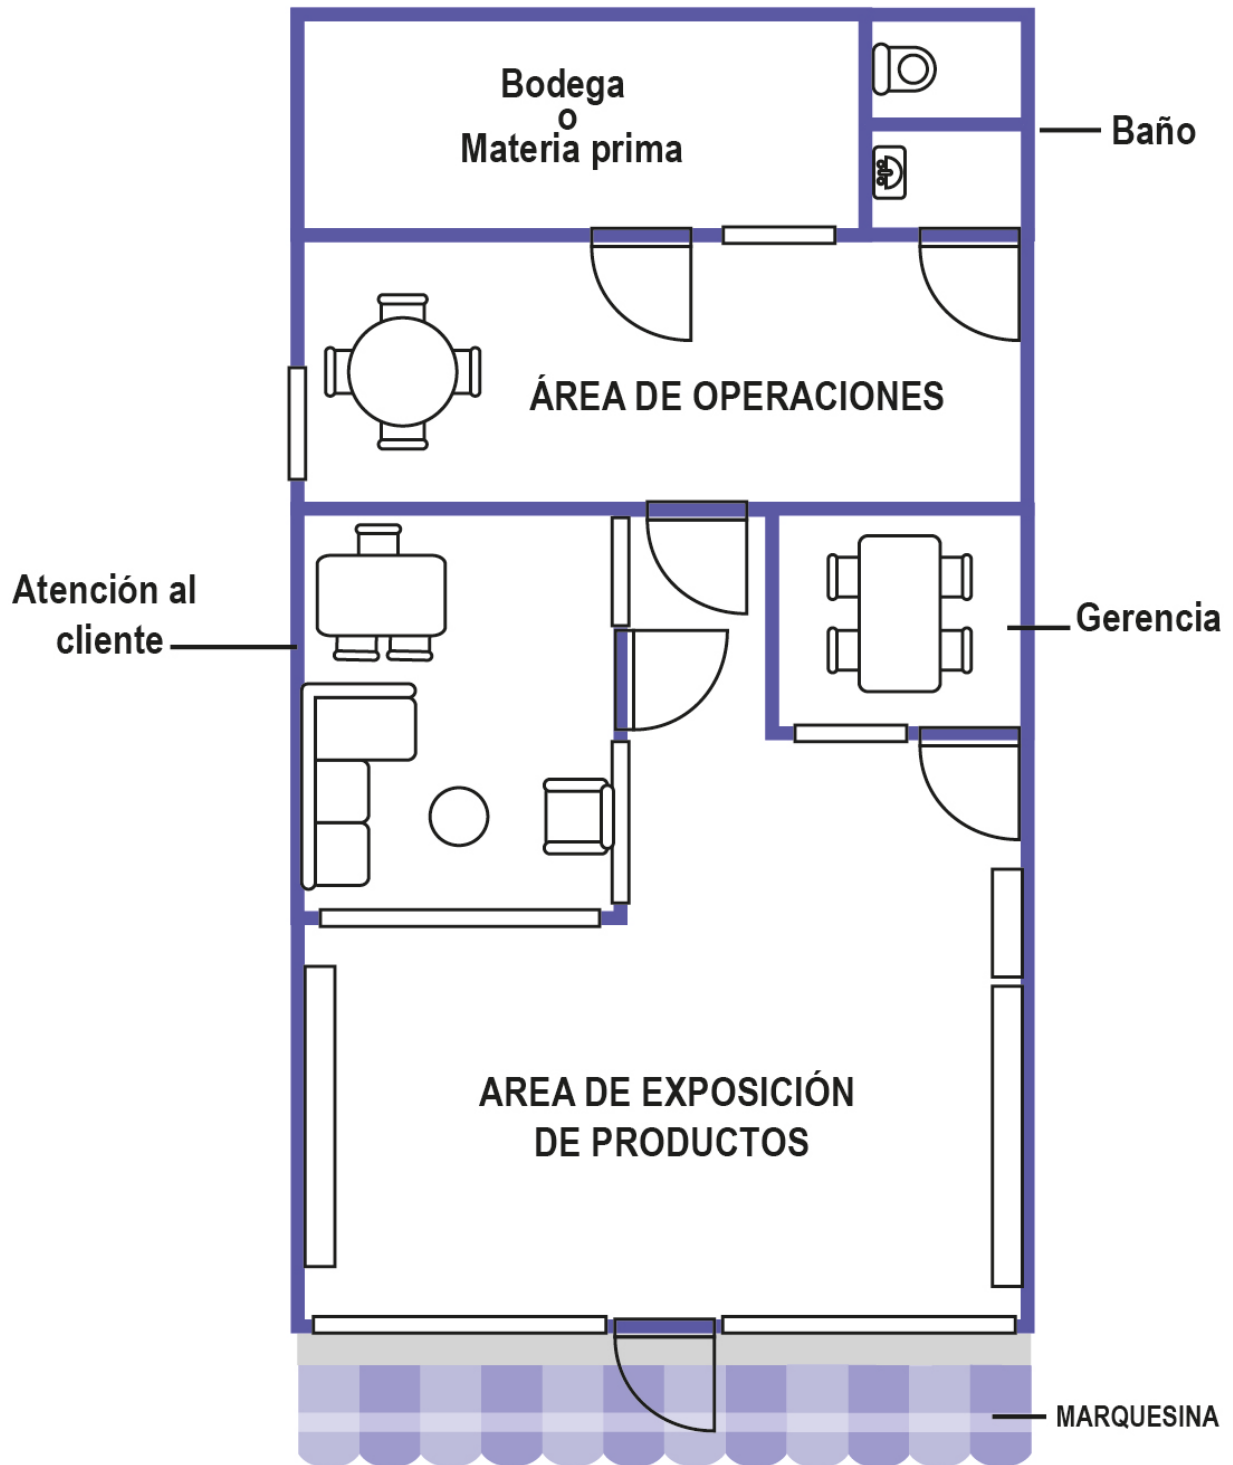 Bodega
o
Materia prima
Baño
ÁREA DE OPERACIONES
Atención al
cliente
Gerencia
AREA DE EXPOSICIÓN
DE PRODUCTOS
MARQUESINA